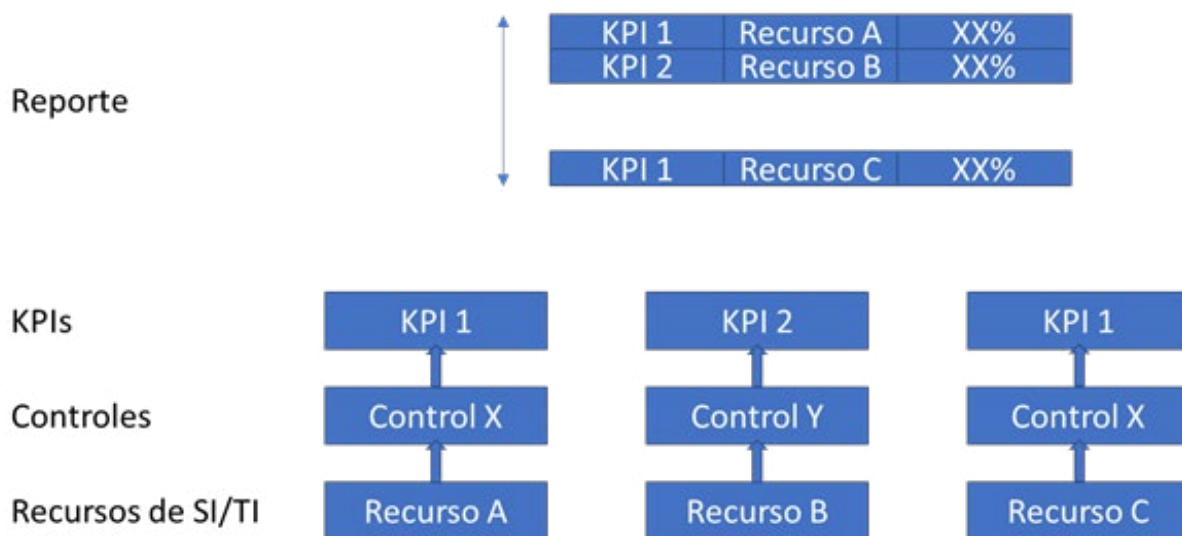 KPI 1 Recurso A XX%
KPI 2 Recurso B XX%
Reporte
KPI 1 Recurso C XX%
KPIs KPI 1 KPI 2 KPI 1
Controles Control X Control Y Control X
Recursos de SI/TI Recurso A Recurso B Recurso C